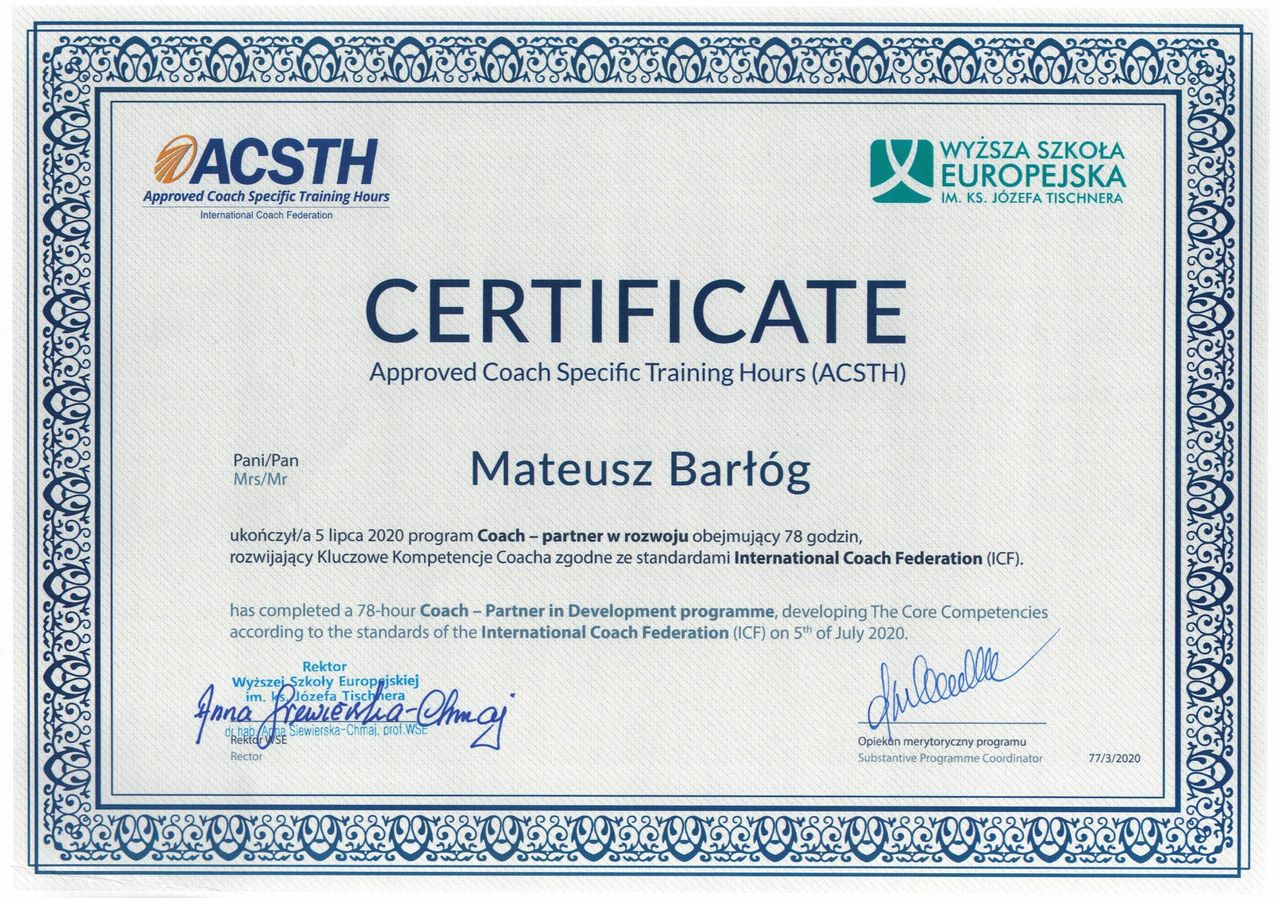 ACSTH
Approved Coach Specific Training Hours
International Coach Federation
WYŻSZA SZKOŁA
EUROPEJSKA
IM. KS. JÓZEFA TISCHNERA
CERTIFICATE
Approved Coach Specific Training Hours (ACSTH)
Pani/Pan
Mrs/Mr
Mateusz Barłóg
ukończył/a 5 lipca 2020 program Coach – partner w rozwoju obejmujący 78 godzin,
rozwijający Kluczowe Kompetencje Coacha zgodne ze standardami International Coach Federation (ICF).
has completed a 78-hour Coach – Partner in Development programme, developing The Core Competencies
according to the standards of the International Coach Federation (ICF) on 5th of July 2020.
Rektor
Wyższej Szkoły Europejskiej
im. ks. Józefa Tischnera
Anna Siewierska-Chmaj
dr hab. Anna Siewierska-Chmaj, prof. WSE
Rektor WSE
Rector
Opiekun merytoryczny programu
Substantive Programme Coordinator
77/3/2020